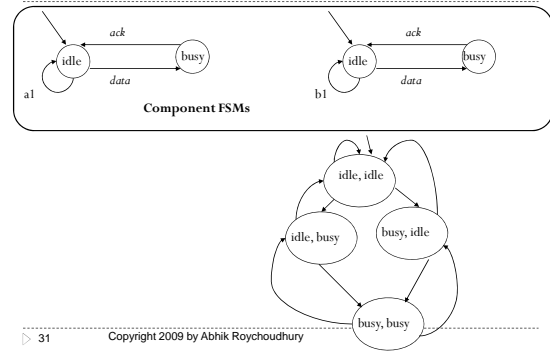 ack ack
idle busy idle busy
data data
a1 b1
Component FSMs
idle, idle
idle, busy busy, idle
busy, busy
31 Copyright 2009 by Abhik Roychoudhury